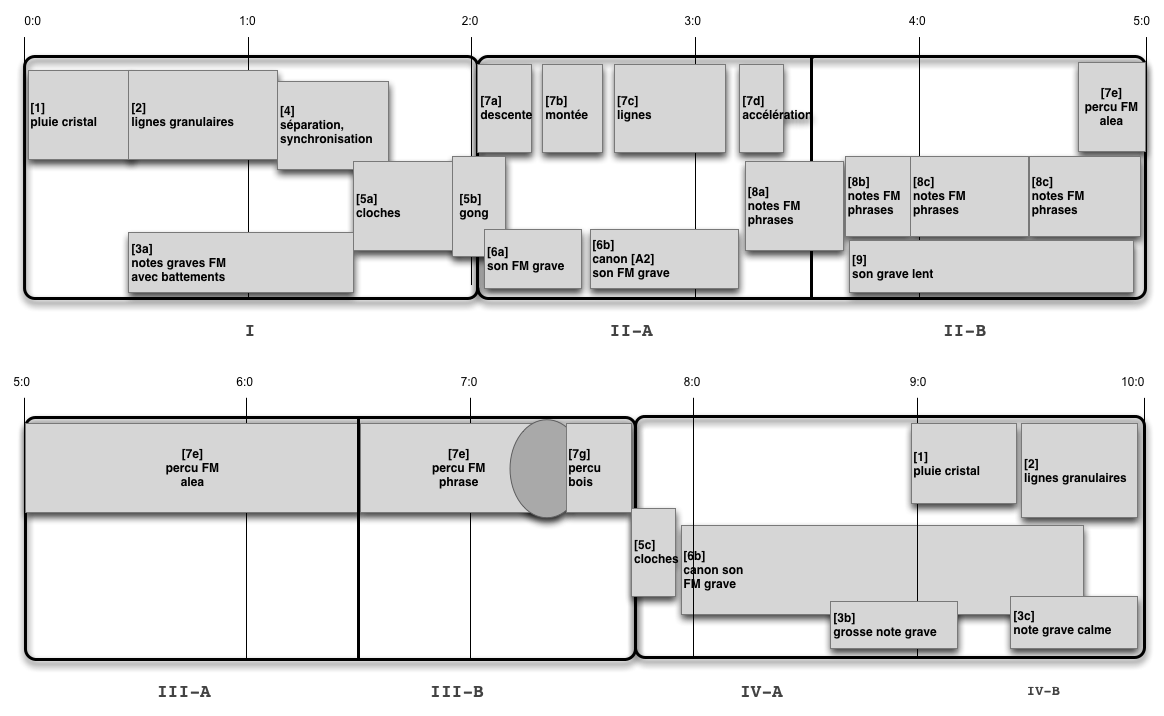 0:0 1:0 2:0 3:0 4:0 5:0
[1]
pluie cristal
[2]
lignes granulaires
[4]
séparation,
synchronisation
[3a]
notes graves FM
avec battements
[5a]
cloches
[5b]
gong
[7a]
descente
[7b]
montée
[7c]
lignes
[7d]
accélération
[6a]
son FM grave
[6b]
canon [A2]
son FM grave
[8a]
notes FM
phrases
[8b]
notes FM
phrases
[8c]
notes FM
phrases
[8c]
notes FM
phrases
[7e]
percu FM
alea
[9]
son grave lent
I II-A II-B
5:0 6:0 7:0 8:0 9:0 10:0
[7e]
percu FM
alea
[7e]
percu FM
phrase
[7g]
percu
bois
[5c]
cloches
[6b]
canon son
FM grave
[1]
pluie cristal
[2]
lignes granulaires
[3b]
grosse note grave
[3c]
note grave calme
III-A III-B IV-A IV-B